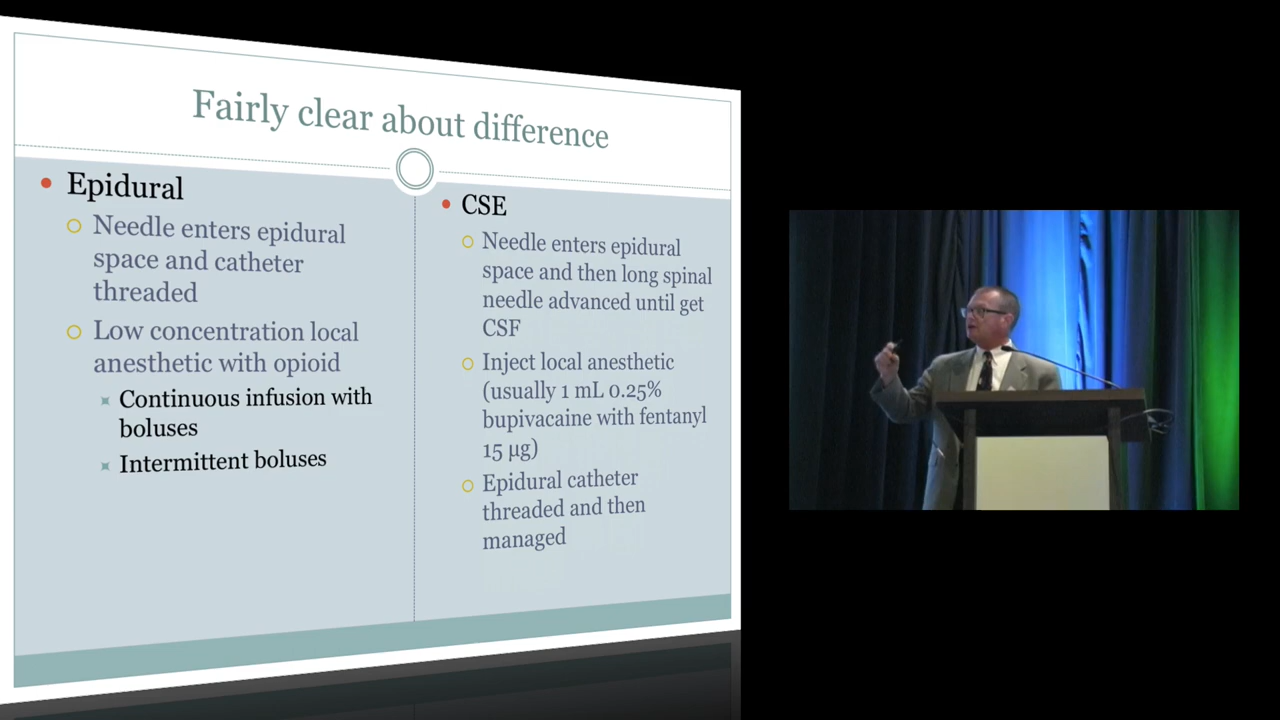 Fairly clear about difference
Epidural
Needle enters epidural
space and catheter
threaded
Low concentration local
anesthetic with opioid
Continuous infusion with
boluses
Intermittent boluses
CSE
Needle enters epidural
space and then long spinal
needle advanced until get
CSF
Inject local anesthetic
(usually 1 mL 0.25%
bupivacaine with fentanyl
15 µg)
Epidural catheter
threaded and then
managed